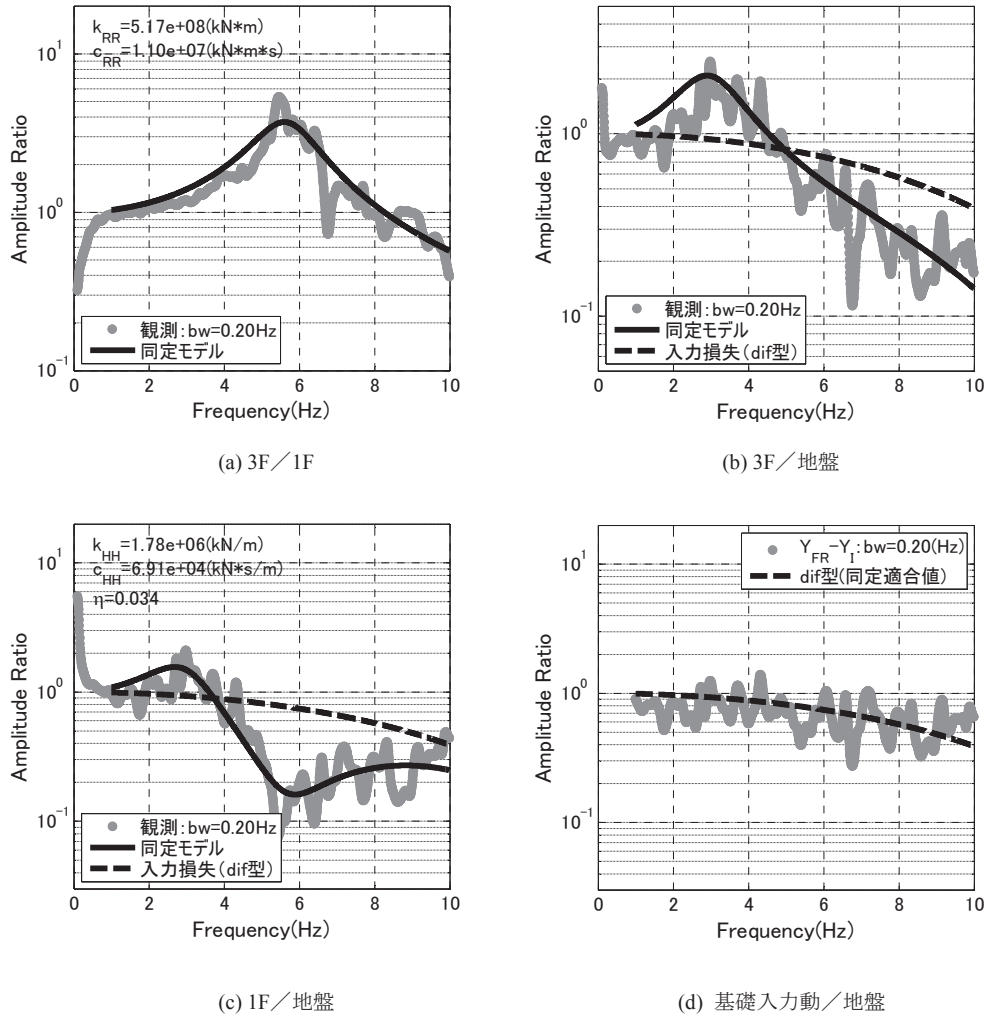 k_RR=5.17e+08(kN*m)
c_RR=1.10e+07(kN*m*s)
10^1
10^0
10^-1
Amplitude Ratio
観測:bw=0.20Hz
同定モデル
0 2 4 6 8 10
Frequency(Hz)
(a) 3F／1F
10^0
10^-1
Amplitude Ratio
観測:bw=0.20Hz
同定モデル
入力損失(dif型)
0 2 4 6 8 10
Frequency(Hz)
(b) 3F／地盤
k_HH=1.78e+06(kN/m)
c_HH=6.91e+04(kN*s/m)
η=0.034
10^1
10^0
10^-1
Amplitude Ratio
観測:bw=0.20Hz
同定モデル
入力損失(dif型)
0 2 4 6 8 10
Frequency(Hz)
(c) 1F／地盤
Y_FR-Y_I:bw=0.20(Hz)
dif型(同定適合値)
10^1
10^0
10^-1
Amplitude Ratio
0 2 4 6 8 10
Frequency(Hz)
(d) 基礎入力動／地盤